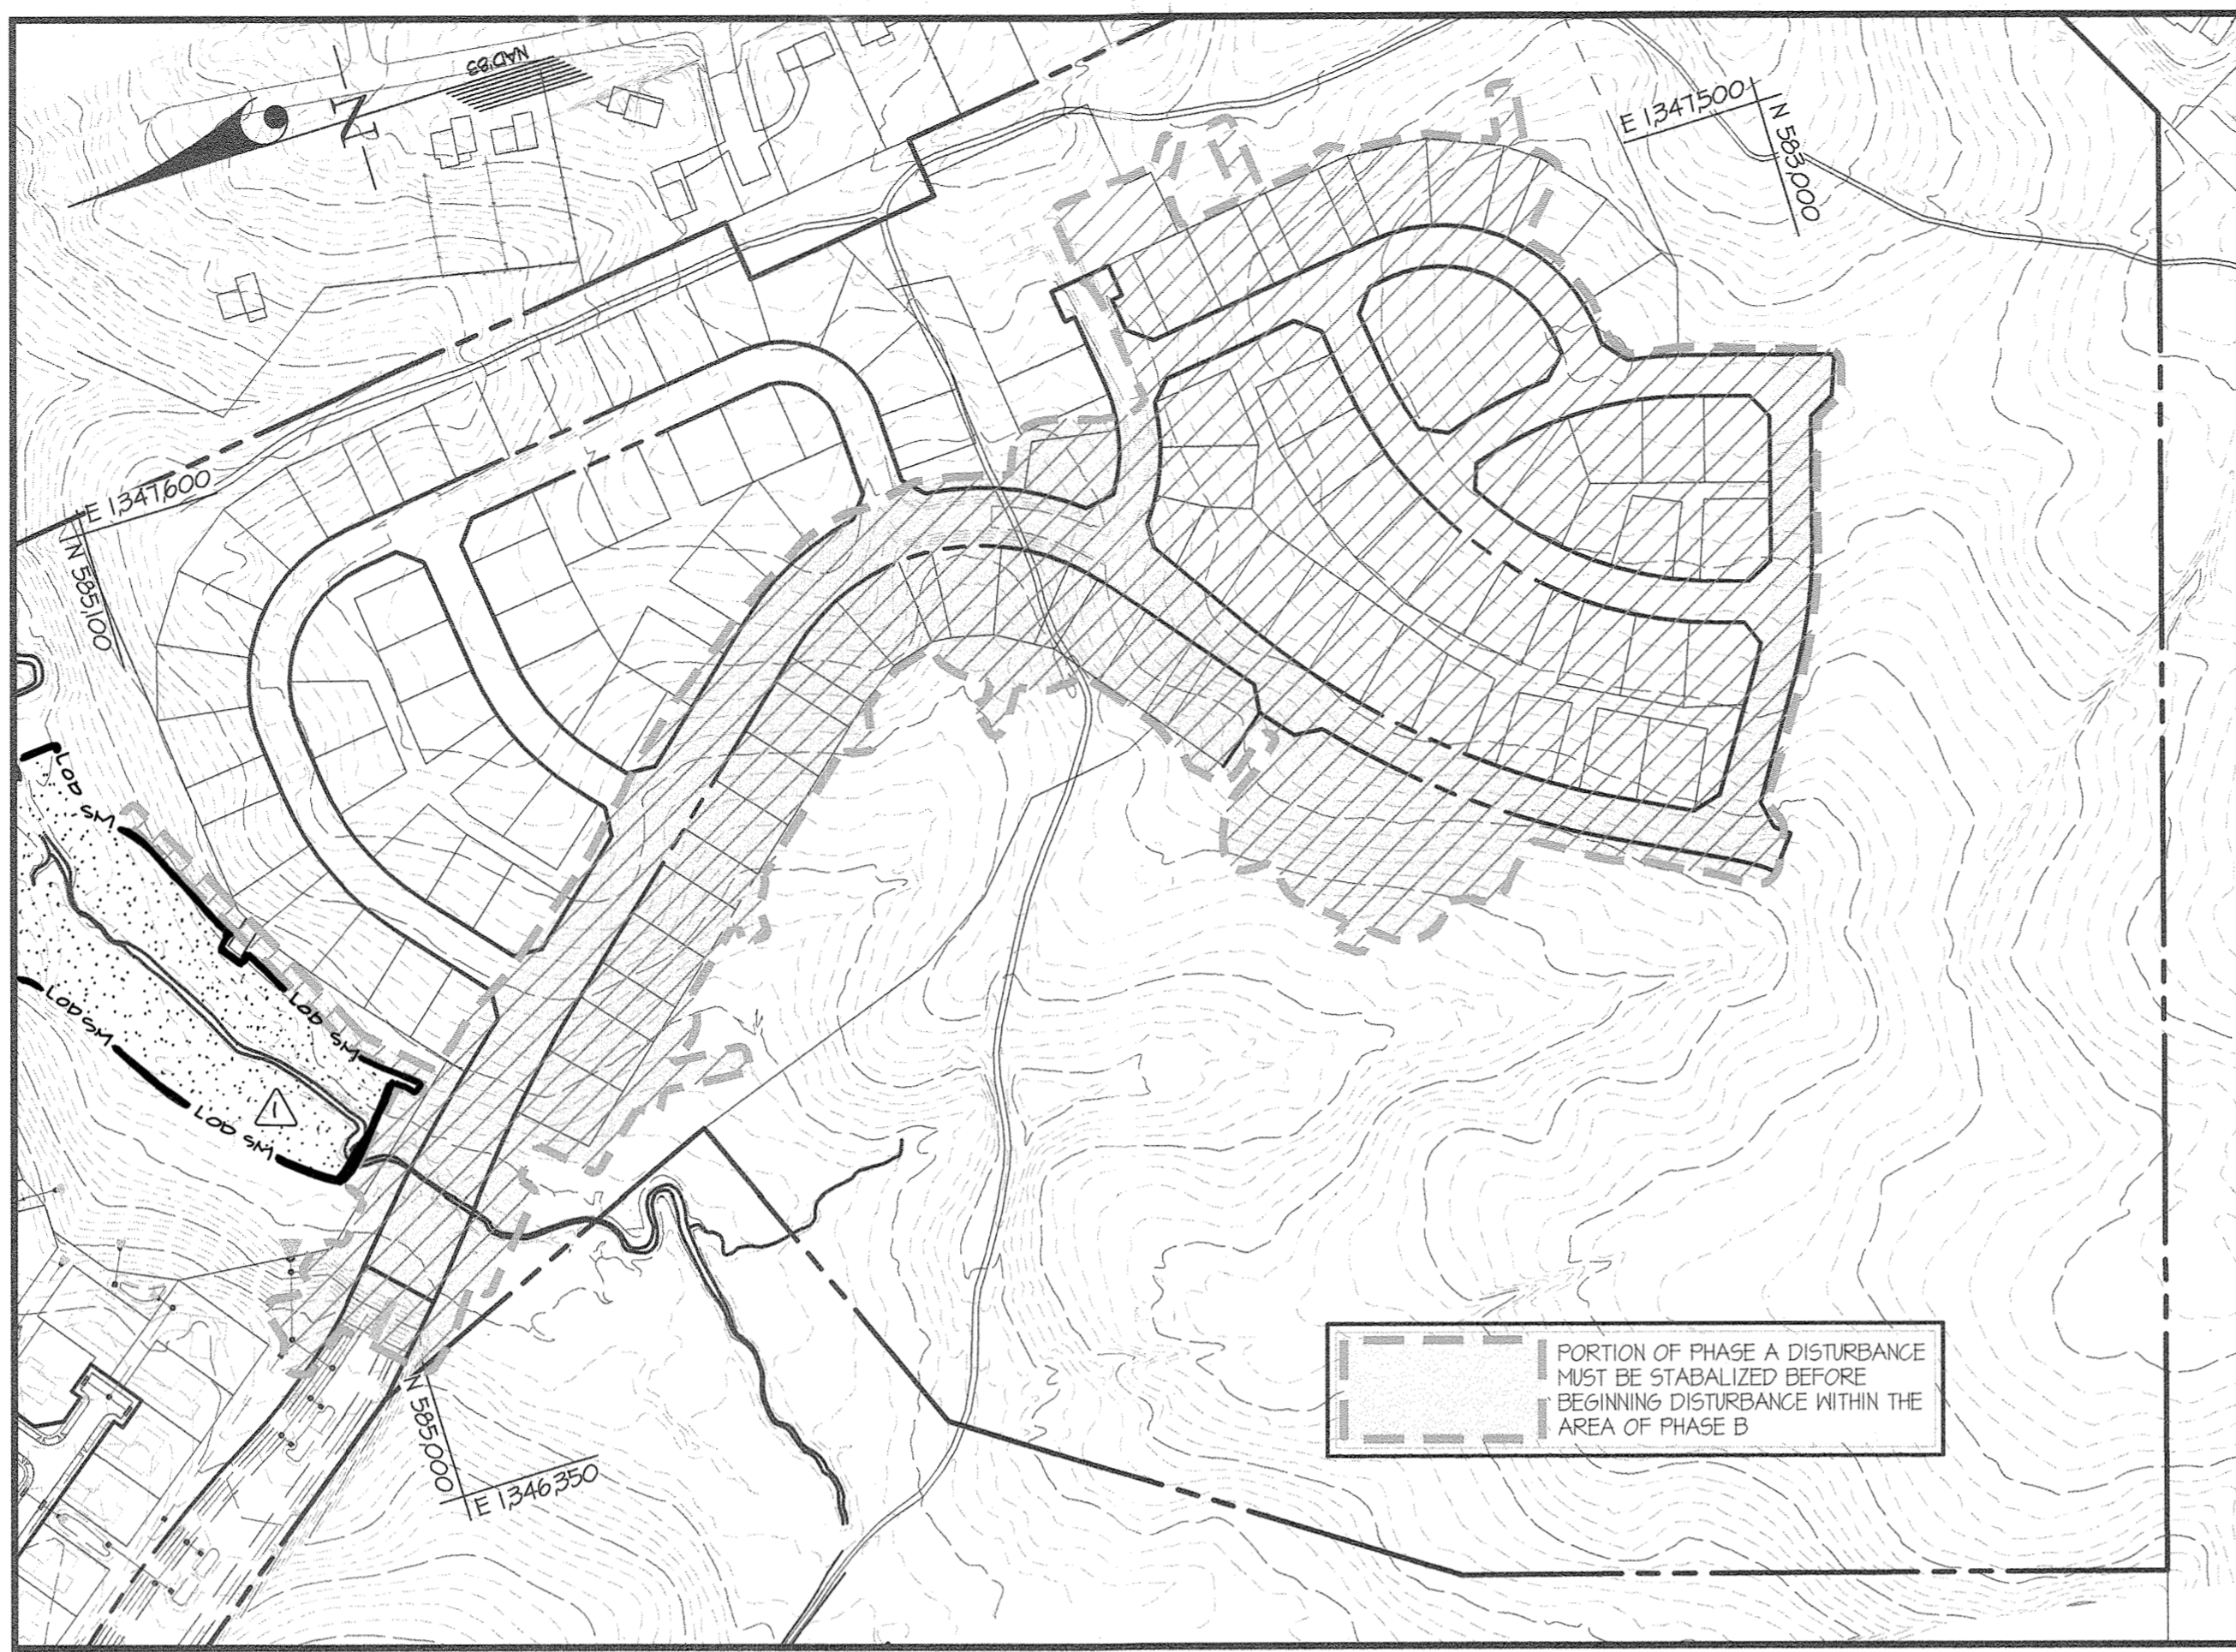 NAD'83
N
E 1,347,500
N 583,000
E 1,347,600
N 585,100
LOD SM
LOD SM
LOD SM
LOD SM
1
N 585,000
E 1,346,350
PORTION OF PHASE A DISTURBANCE
MUST BE STABALIZED BEFORE
BEGINNING DISTURBANCE WITHIN THE
AREA OF PHASE B